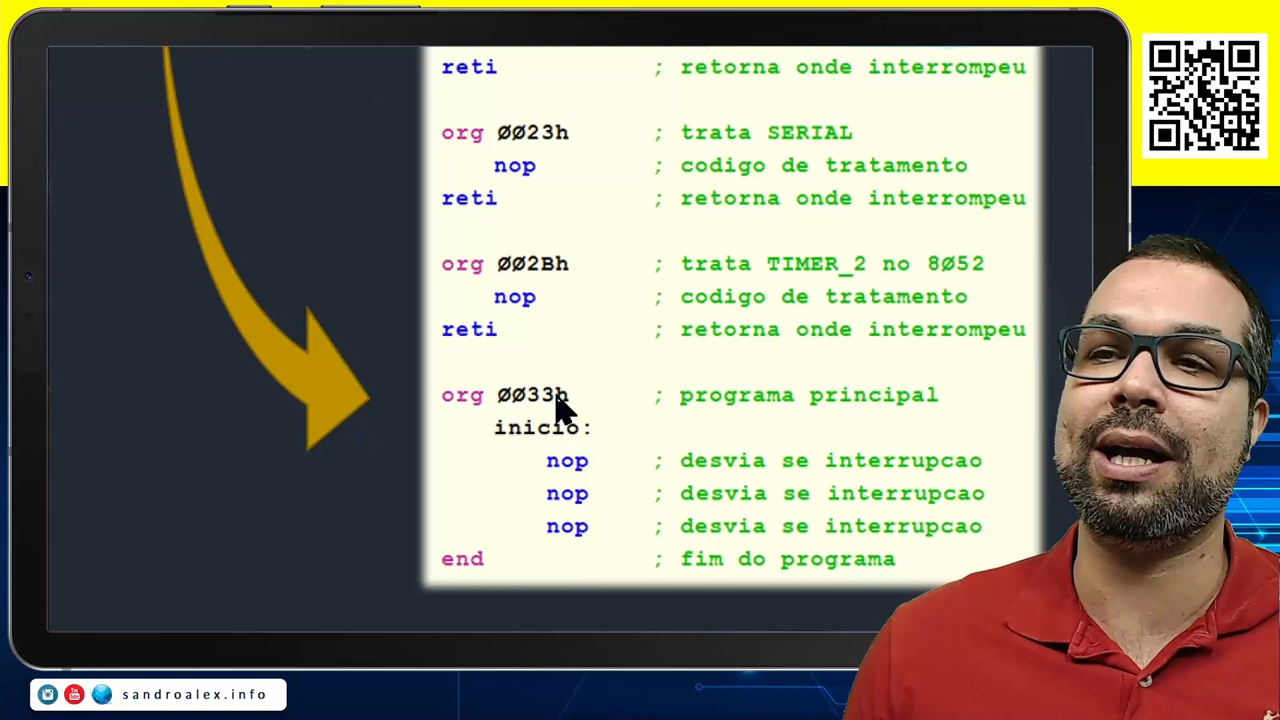 reti ; retorna onde interrompeu
org ØØ23h ; trata SERIAL
nop ; codigo de tratamento
reti ; retorna onde interrompeu
org ØØ2Bh ; trata TIMER_2 no 8Ø52
nop ; codigo de tratamento
reti ; retorna onde interrompeu
org ØØ33h ; programa principal
inicio:
nop ; desvia se interrupcao
nop ; desvia se interrupcao
nop ; desvia se interrupcao
end ; fim do programa
sandroalex.info